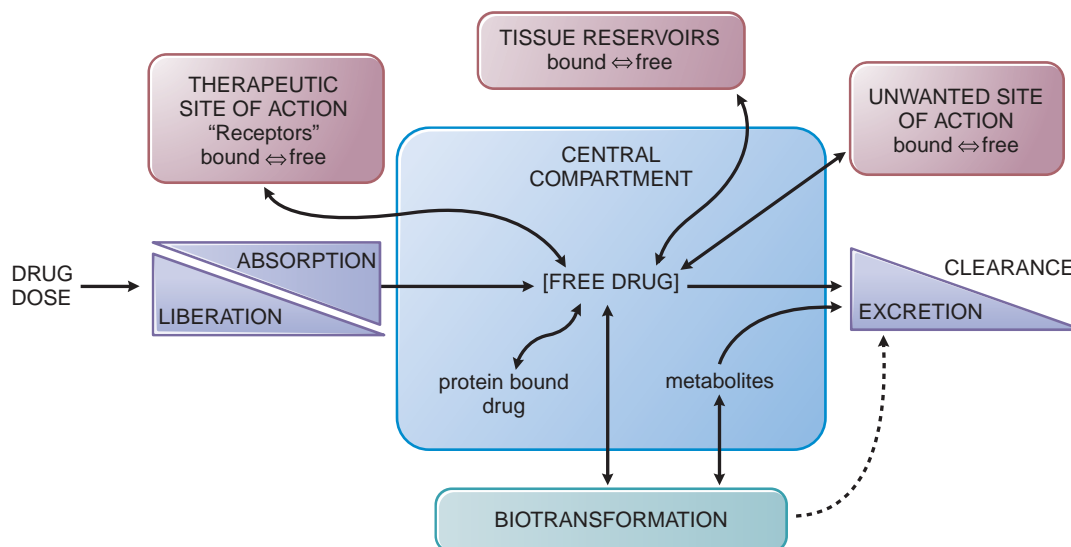 TISSUE RESERVOIRS
bound ⇔ free
THERAPEUTIC
SITE OF ACTION
“Receptors”
bound ⇔ free
UNWANTED SITE
OF ACTION
bound ⇔ free
CENTRAL
COMPARTMENT
DRUG
DOSE
ABSORPTION
LIBERATION
[FREE DRUG]
CLEARANCE
EXCRETION
protein bound
drug
metabolites
BIOTRANSFORMATION